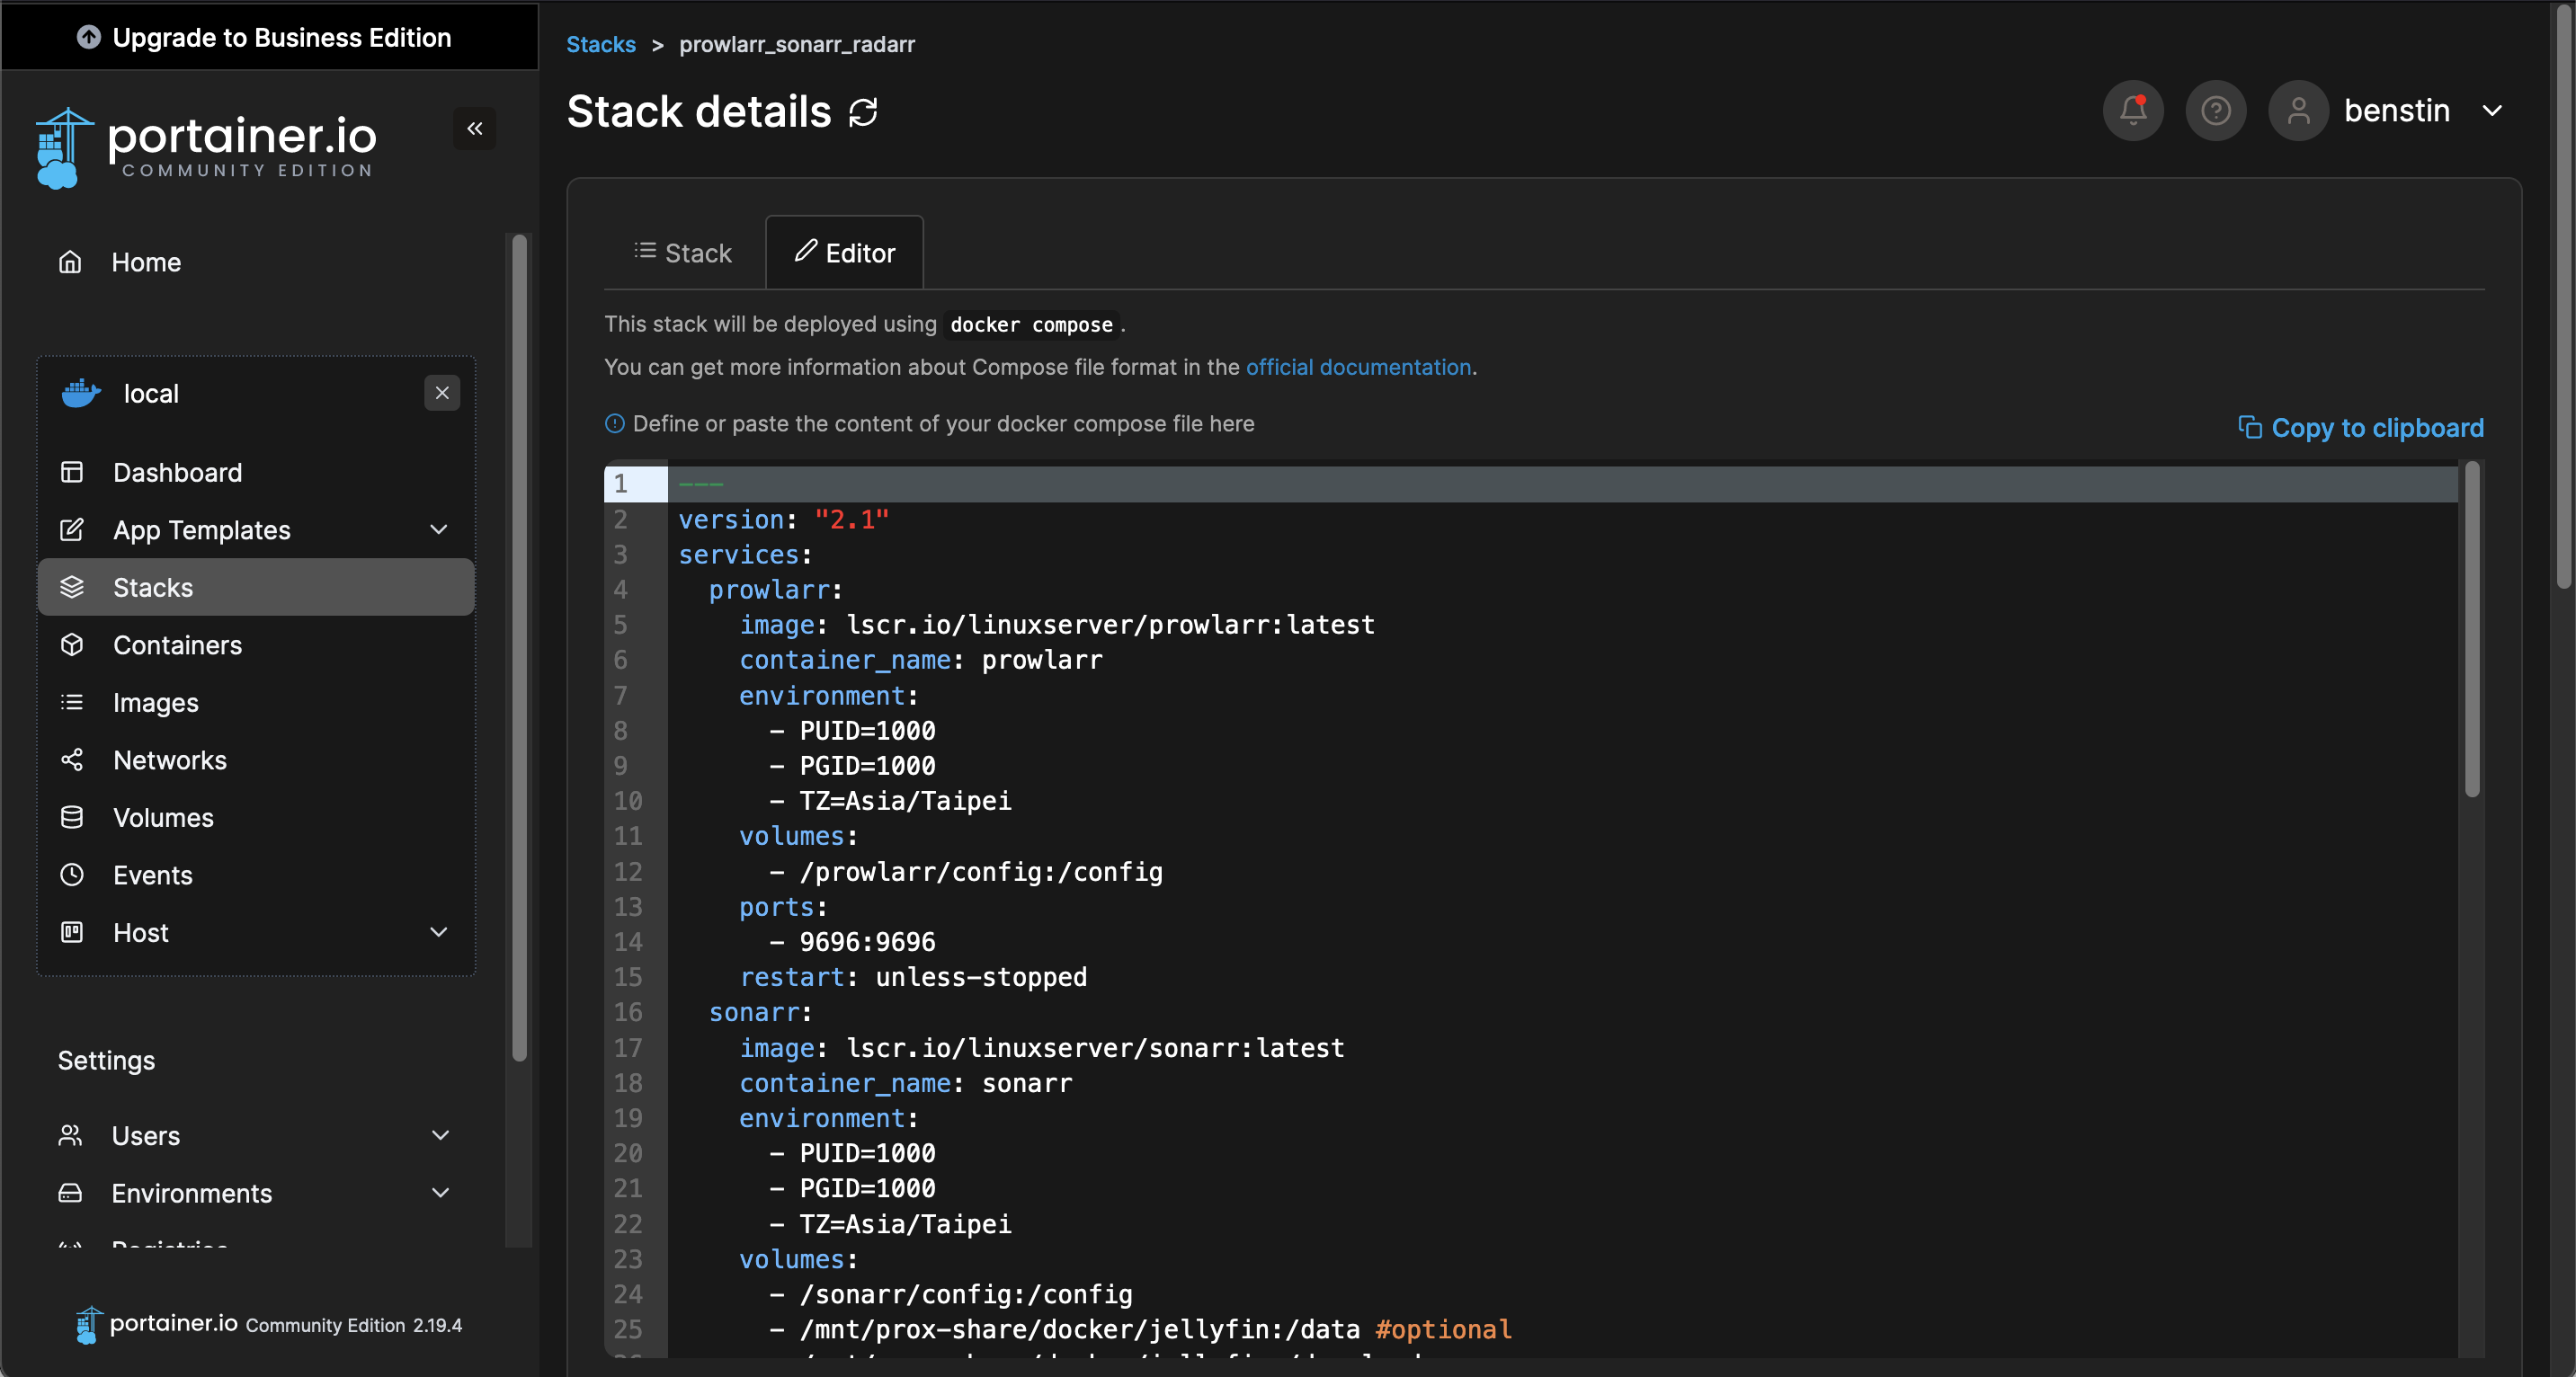 Upgrade to Business Edition
portainer.io
COMMUNITY EDITION
Home
local
Dashboard
App Templates
Stacks
Containers
Images
Networks
Volumes
Events
Host
Settings
Users
Environments
Registries
portainer.io Community Edition 2.19.4
Stacks > prowlarr_sonarr_radarr
Stack details
benstin
Stack
Editor
This stack will be deployed using docker compose.
You can get more information about Compose file format in the official documentation.
Define or paste the content of your docker compose file here
Copy to clipboard
1 ---
2 version: "2.1"
3 services:
4   prowlarr:
5     image: lscr.io/linuxserver/prowlarr:latest
6     container_name: prowlarr
7     environment:
8       - PUID=1000
9       - PGID=1000
10       - TZ=Asia/Taipei
11     volumes:
12       - /prowlarr/config:/config
13     ports:
14       - 9696:9696
15     restart: unless-stopped
16   sonarr:
17     image: lscr.io/linuxserver/sonarr:latest
18     container_name: sonarr
19     environment:
20       - PUID=1000
21       - PGID=1000
22       - TZ=Asia/Taipei
23     volumes:
24       - /sonarr/config:/config
25       - /mnt/prox-share/docker/jellyfin:/data #optional